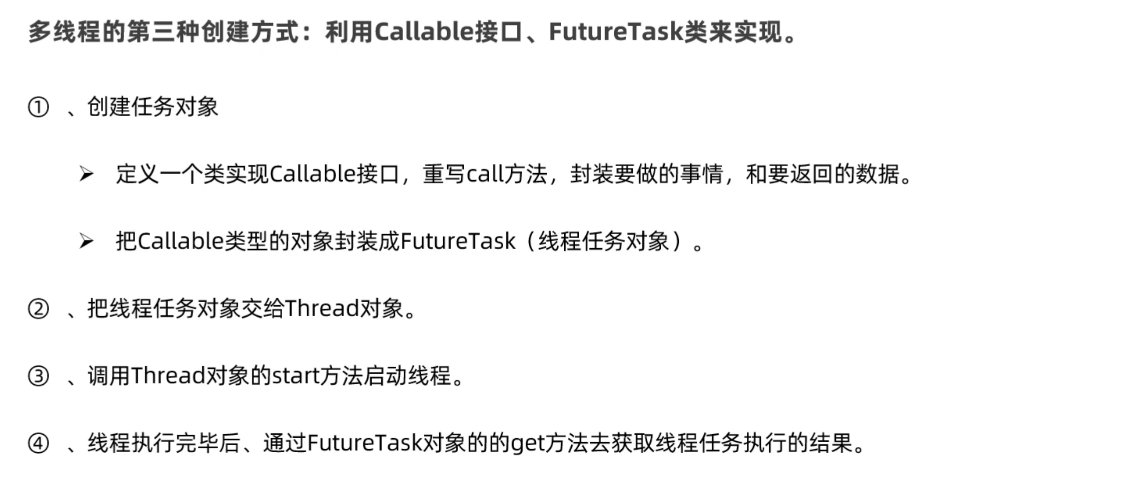 多线程的第三种创建方式：利用Callable接口、FutureTask类来实现。
① 、创建任务对象
➢ 定义一个类实现Callable接口，重写call方法，封装要做的事情，和要返回的数据。
➢ 把Callable类型的对象封装成FutureTask（线程任务对象）。
② 、把线程任务对象交给Thread对象。
③ 、调用Thread对象的start方法启动线程。
④ 、线程执行完毕后、通过FutureTask对象的的get方法去获取线程任务执行的结果。